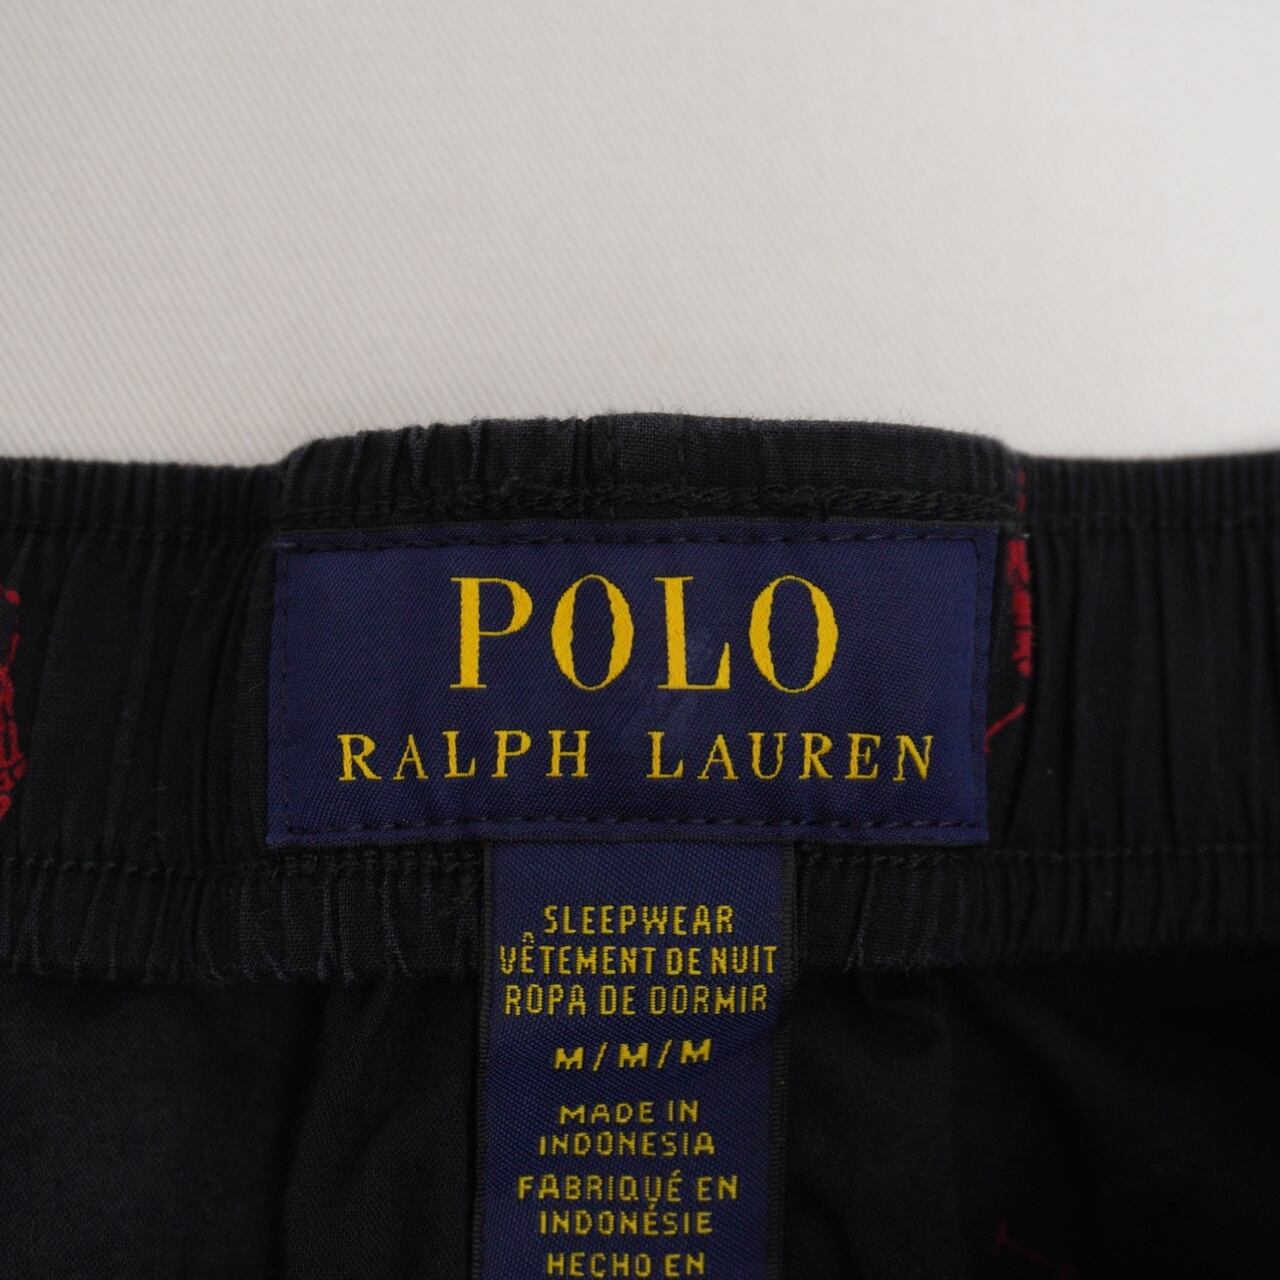 POLO
RALPH LAUREN
SLEEPWEAR
VÊTEMENT DE NUIT
ROPA DE DORMIR
M/M/M
MADE IN
INDONESIA
FABRIQUÉ EN
INDONÉSIE
HECHO EN